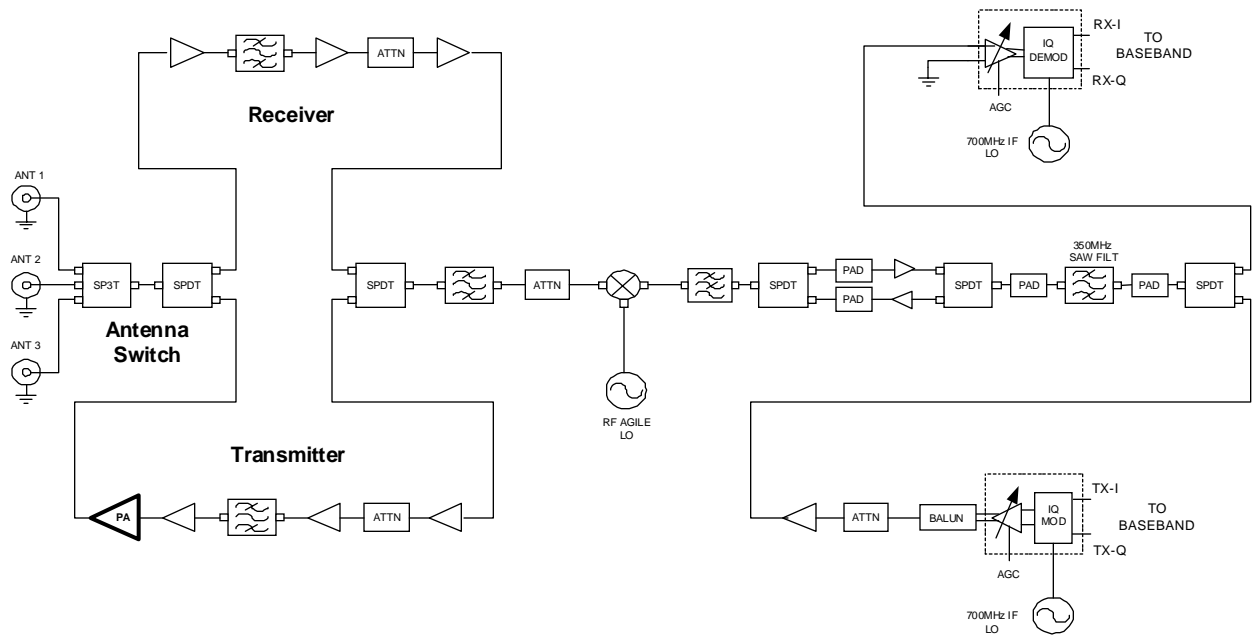 ATTN
Receiver
IQ
DEMOD
RX-I
RX-Q
TO
BASEBAND
AGC
700MHz IF
LO
ANT 1
ANT 2
ANT 3
SP3T
SPDT
Antenna
Switch
SPDT
ATTN
RF AGILE
LO
SPDT
PAD
PAD
SPDT
PAD
350MHz
SAW FILT
PAD
SPDT
Transmitter
PA
ATTN
ATTN
BALUN
IQ
MOD
TX-I
TX-Q
TO
BASEBAND
AGC
700MHz IF
LO